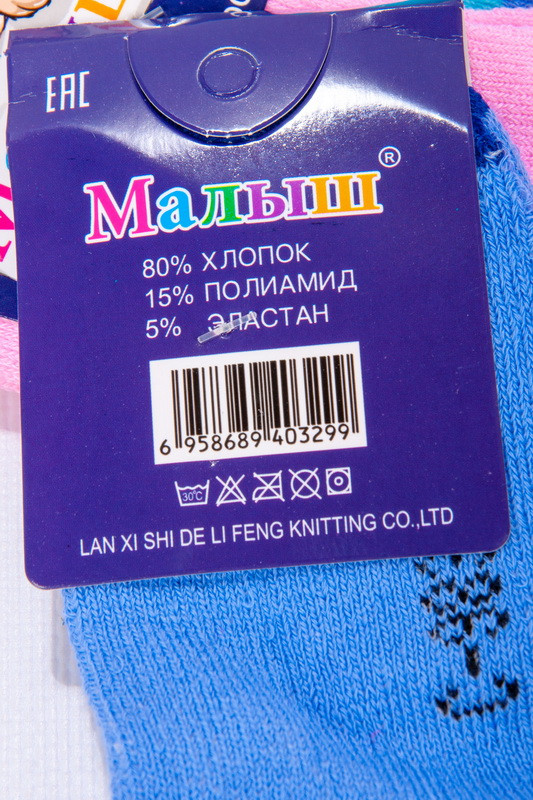 EAC
Малыш®
80% ХЛОПОК
15% ПОЛИАМИД
5% ЭЛАСТАН
6 958689 403299
30°C
LAN XI SHI DE LI FENG KNITTING CO.,LTD